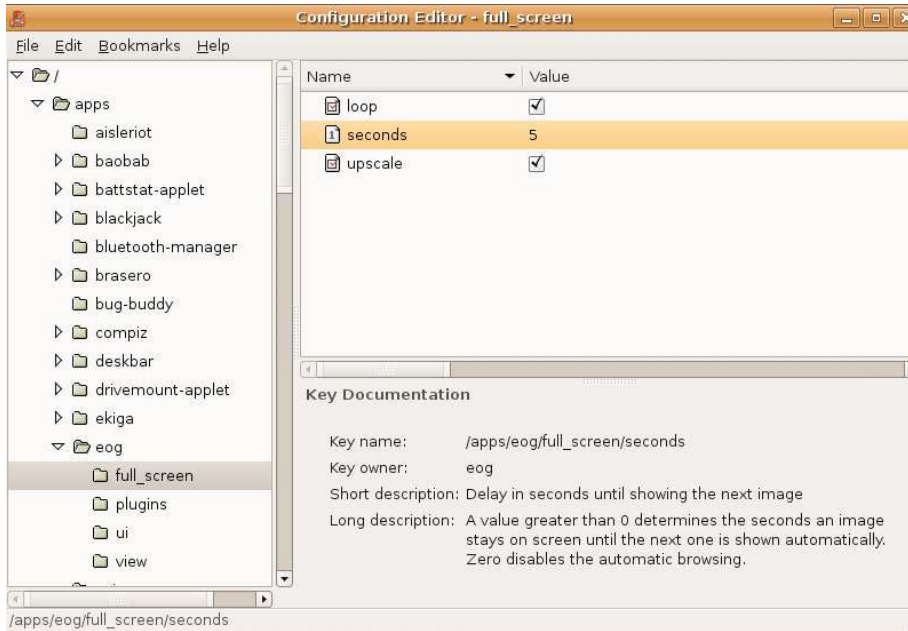 Configuration Editor - full_screen
File Edit Bookmarks Help
/
apps
aisleriot
baobab
battstat-applet
blackjack
bluetooth-manager
brasero
bug-buddy
compiz
deskbar
drivemount-applet
ekiga
eog
full_screen
plugins
ui
view
Name Value
loop
seconds 5
upscale
Key Documentation
Key name: /apps/eog/full_screen/seconds
Key owner: eog
Short description: Delay in seconds until showing the next image
Long description: A value greater than 0 determines the seconds an image
stays on screen until the next one is shown automatically.
Zero disables the automatic browsing.
/apps/eog/full_screen/seconds